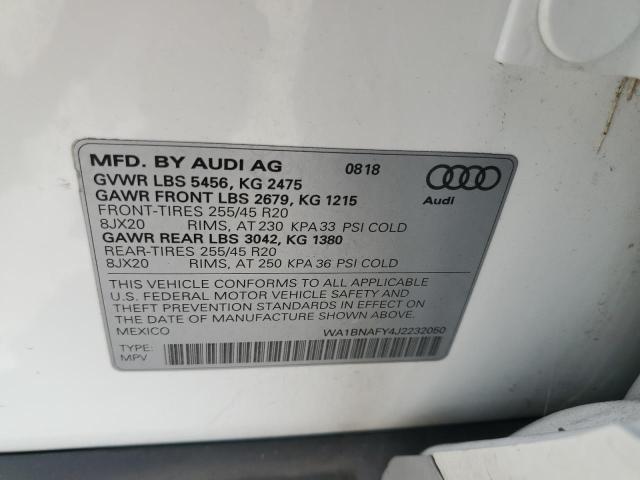 MFD. BY AUDI AG 0818
GVWR LBS 5456, KG 2475
GAWR FRONT LBS 2679, KG 1215
FRONT-TIRES 255/45 R20
8JX20 RIMS, AT 230 KPA 33 PSI COLD
GAWR REAR LBS 3042, KG 1380
REAR-TIRES 255/45 R20
8JX20 RIMS, AT 250 KPA 36 PSI COLD
Audi
THIS VEHICLE CONFORMS TO ALL APPLICABLE
U.S. FEDERAL MOTOR VEHICLE SAFETY AND
THEFT PREVENTION STANDARDS IN EFFECT
ON THE DATE OF MANUFACTURE SHOWN ABOVE.
MEXICO WA1BNAFY4J2232050
TYPE:
MPV